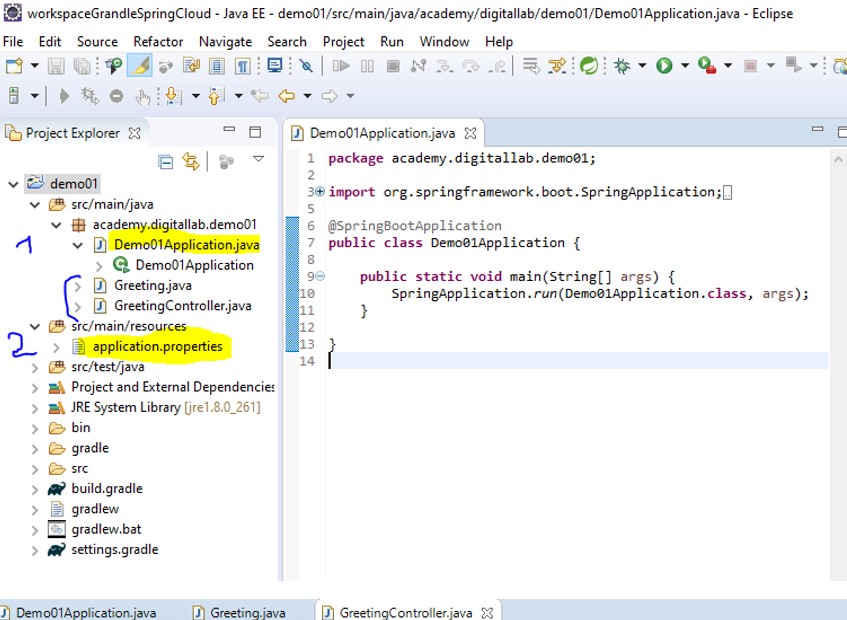 workspaceGrandleSpringCloud - Java EE - demo01/src/main/java/academy/digitallab/demo01/Demo01Application.java - Eclipse
File Edit Source Refactor Navigate Search Project Run Window Help
Project Explorer
demo01
src/main/java
academy.digitallab.demo01
1
Demo01Application.java
Demo01Application
Greeting.java
GreetingController.java
src/main/resources
2
application.properties
src/test/java
Project and External Dependencies
JRE System Library [jre1.8.0_261]
bin
gradle
src
build.gradle
gradlew
gradlew.bat
settings.gradle
Demo01Application.java
1 package academy.digitallab.demo01;
2
3 import org.springframework.boot.SpringApplication;
5
6 @SpringBootApplication
7 public class Demo01Application {
8
9 public static void main(String[] args) {
10 SpringApplication.run(Demo01Application.class, args);
11 }
12
13 }
14
Demo01Application.java Greeting.java GreetingController.java